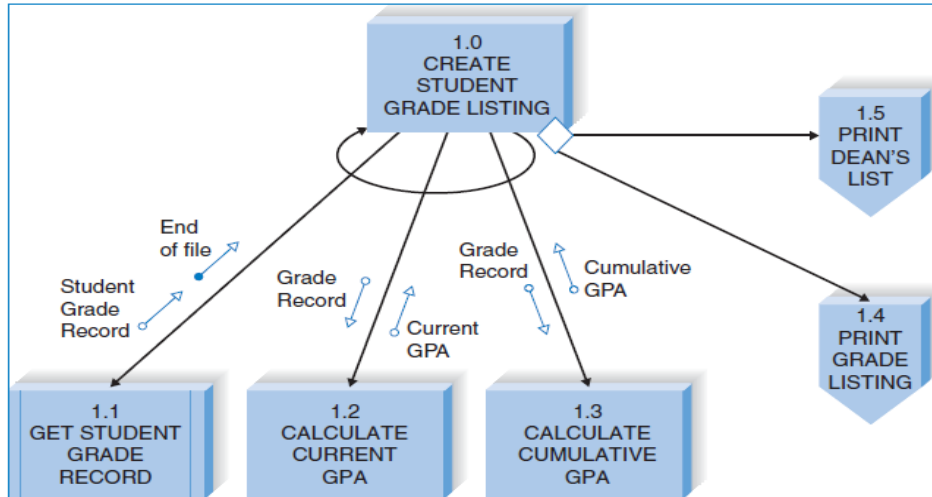 1.0
CREATE
STUDENT
GRADE LISTING
1.5
PRINT
DEAN'S
LIST
End
of file
Student
Grade
Record
Grade
Record
Current
GPA
Grade
Record
Cumulative
GPA
1.4
PRINT
GRADE
LISTING
1.1
GET STUDENT
GRADE
RECORD
1.2
CALCULATE
CURRENT
GPA
1.3
CALCULATE
CUMULATIVE
GPA